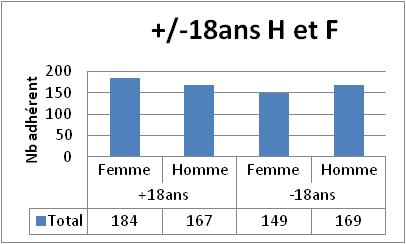 +/-18ans H et F
Nb adhérent
200
150
100
50
0
Femme Homme Femme Homme
+18ans -18ans
Total 184 167 149 169